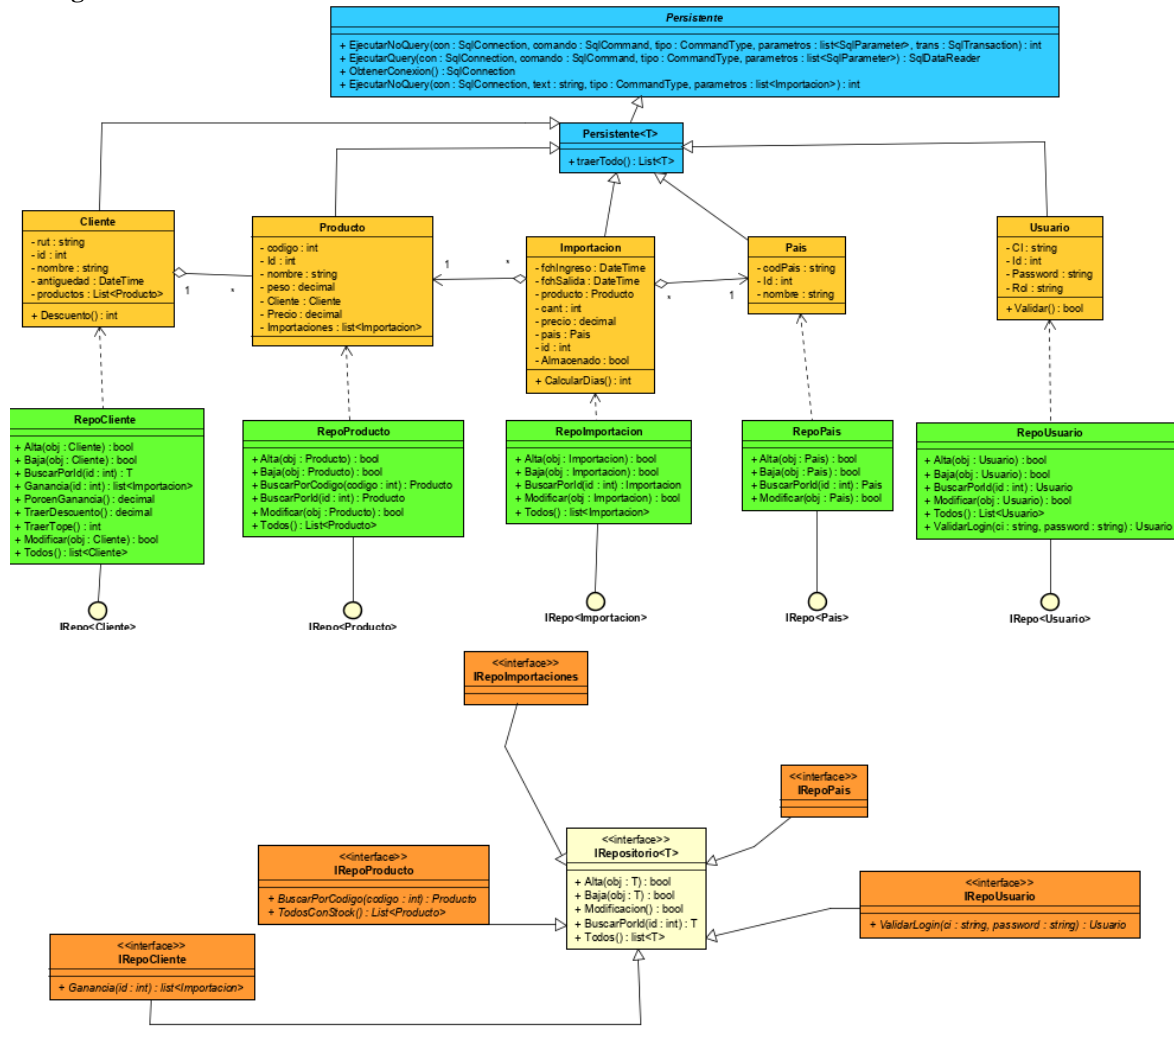 Persistente
+ EjecutarNoQuery(con : SqlConnection, comando : SqlCommand, tipo : CommandType, parametros : list<SqlParameter>, trans : SqlTransaction) : int
+ EjecutarQuery(con : SqlConnection, comando : SqlCommand, tipo : CommandType, parametros : list<SqlParameter>) : SqlDataReader
+ ObtenerConexion() : SqlConnection
+ EjecutarNoQuery(con : SqlConnection, text : string, tipo : CommandType, parametros : list<Importacion>) : int
Persistente<T>
+ traerTodo() : List<T>
Cliente
- rut : string
- id : int
- nombre : string
- antiguedad : DateTime
- productos : List<Producto>
+ Descuento() : int
1
*
Producto
- codigo : int
- Id : int
- nombre : string
- peso : decimal
- Cliente : Cliente
- Precio : decimal
- Importaciones : list<Importacion>
1
*
Importacion
- fchIngreso : DateTime
- fchSalida : DateTime
- producto : Producto
- cant : int
- precio : decimal
- pais : Pais
- id : int
- Almacenado : bool
+ CalcularDias() : int
*
1
Pais
- codPais : string
- Id : int
- nombre : string
Usuario
- CI : string
- Id : int
- Password : string
- Rol : string
+ Validar() : bool
RepoCliente
+ Alta(obj : Cliente) : bool
+ Baja(obj : Cliente) : bool
+ BuscarPorId(id : int) : T
+ Ganancia(id : int) : list<Importacion>
+ PorcenGanancia() : decimal
+ TraerDescuento() : decimal
+ TraerTope() : int
+ Modificar(obj : Cliente) : bool
+ Todos() : list<Cliente>
RepoProducto
+ Alta(obj : Producto) : bool
+ Baja(obj : Producto) : bool
+ BuscarPorCodigo(codigo : int) : Producto
+ BuscarPorId(id : int) : Producto
+ Modificar(obj : Producto) : bool
+ Todos() : List<Producto>
RepoImportacion
+ Alta(obj : Importacion) : bool
+ Baja(obj : Importacion) : bool
+ BuscarPorId(id : int) : Importacion
+ Modificar(obj : Importacion) : bool
+ Todos() : list<Importacion>
RepoPais
+ Alta(obj : Pais) : bool
+ Baja(obj : Pais) : bool
+ BuscarPorId(id : int) : Pais
+ Modificar(obj : Pais) : bool
RepoUsuario
+ Alta(obj : Usuario) : bool
+ Baja(obj : Usuario) : bool
+ BuscarPorId(id : int) : Usuario
+ Modificar(obj : Usuario) : bool
+ Todos() : List<Usuario>
+ ValidarLogin(ci : string, password : string) : Usuario
IRepo<Cliente>
IRepo<Producto>
IRepo<Importacion>
IRepo<Pais>
IRepo<Usuario>
<<interface>>
IRepoImportaciones
<<interface>>
IRepoPais
<<interface>>
IRepositorio<T>
+ Alta(obj : T) : bool
+ Baja(obj : T) : bool
+ Modificacion() : bool
+ BuscarPorId(id : int) : T
+ Todos() : list<T>
<<interface>>
IRepoProducto
+ BuscarPorCodigo(codigo : int) : Producto
+ TodosConStock() : List<Producto>
<<interface>>
IRepoUsuario
+ ValidarLogin(ci : string, password : string) : Usuario
<<interface>>
IRepoCliente
+ Ganancia(id : int) : list<Importacion>